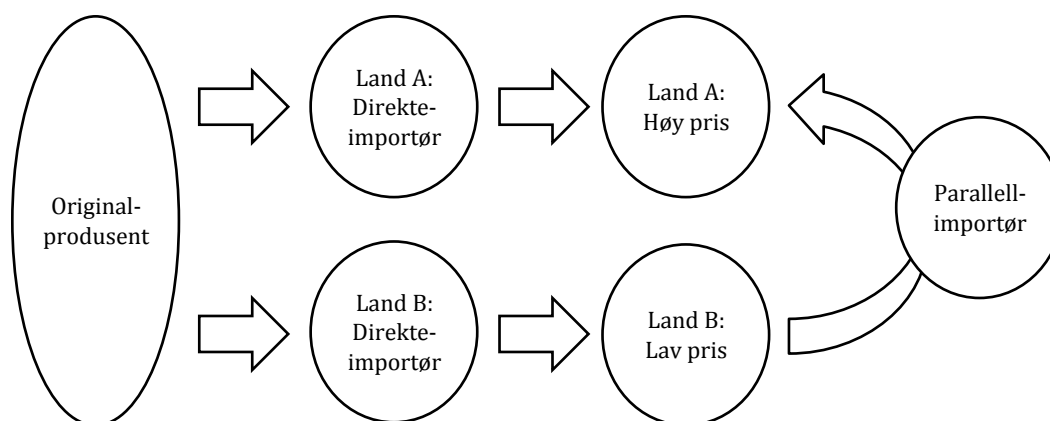 Original-
produsent
Land A:
Direkte-
importør
Land A:
Høy pris
Parallell-
importør
Land B:
Direkte-
importør
Land B:
Lav pris